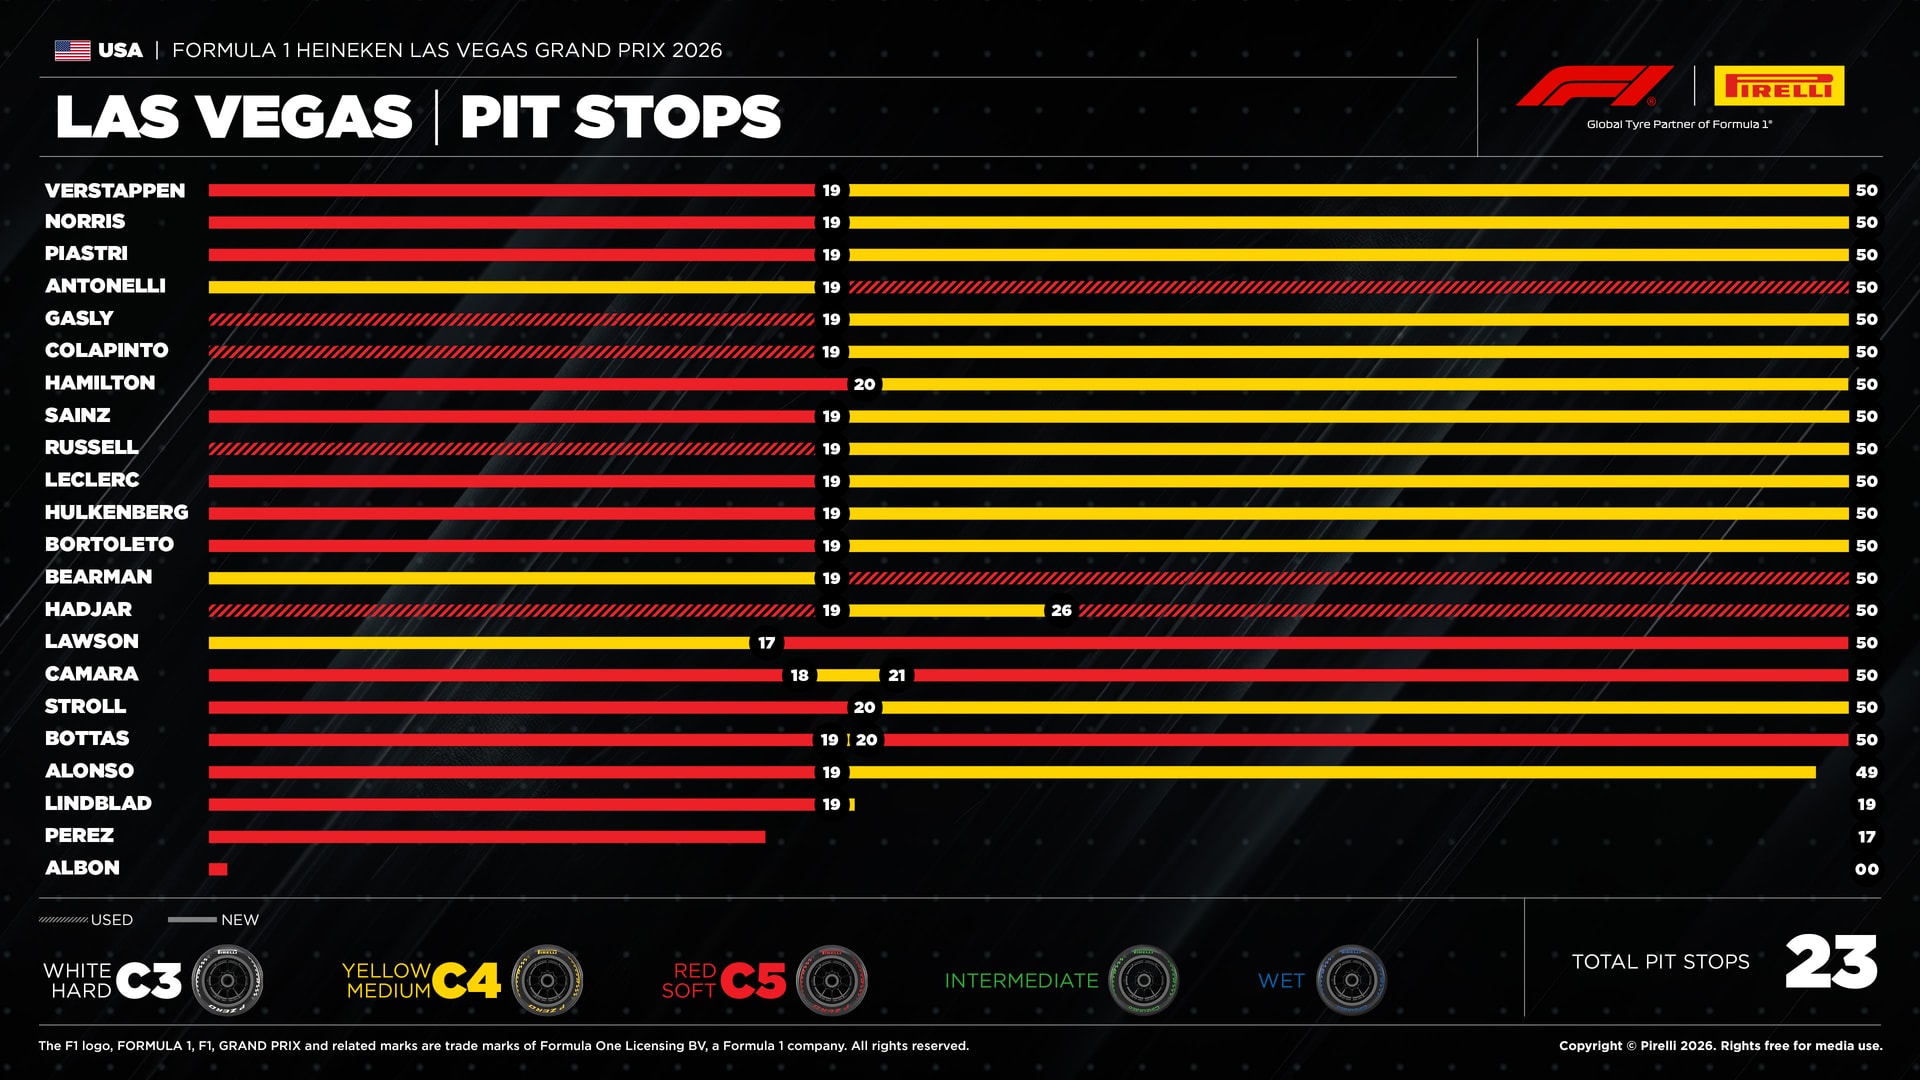 USA | FORMULA 1 HEINEKEN LAS VEGAS GRAND PRIX 2026
LAS VEGAS | PIT STOPS
F1® | PIRELLI
Global Tyre Partner of Formula 1®
VERSTAPPEN 19 50
NORRIS 19 50
PIASTRI 19 50
ANTONELLI 19 50
GASLY 19 50
COLAPINTO 19 50
HAMILTON 20 50
SAINZ 19 50
RUSSELL 19 50
LECLERC 19 50
HULKENBERG 19 50
BORTOLETO 19 50
BEARMAN 19 50
HADJAR 19 26 50
LAWSON 17 50
CAMARA 18 21 50
STROLL 20 50
BOTTAS 19 20 50
ALONSO 19 49
LINDBLAD 19 19
PEREZ 17
ALBON 00
USED NEW
WHITE HARD C3
YELLOW MEDIUM C4
RED SOFT C5
INTERMEDIATE
WET
TOTAL PIT STOPS 23
The F1 logo, FORMULA 1, F1, GRAND PRIX and related marks are trade marks of Formula One Licensing BV, a Formula 1 company. All rights reserved.
Copyright © Pirelli 2026. Rights free for media use.